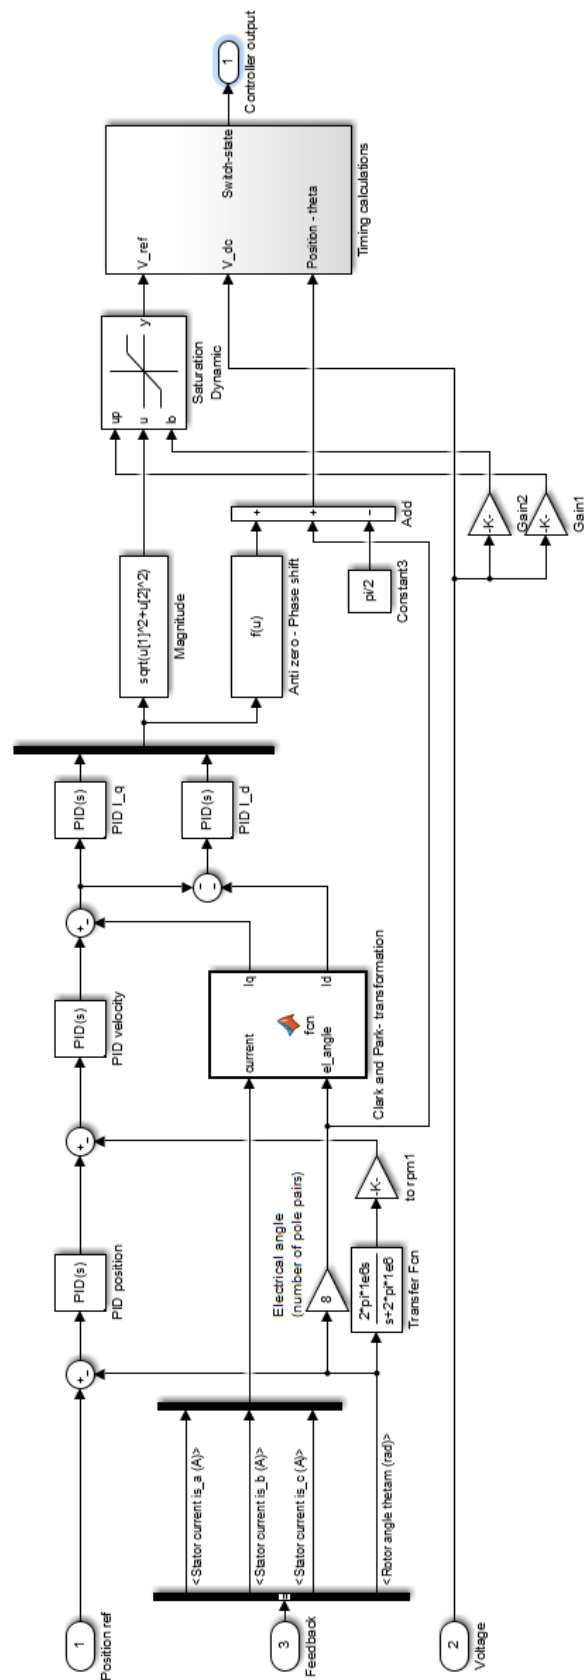 1
Position ref
3
Feedback
2
Voltage
<Stator current is_a (A)>
<Stator current is_b (A)>
<Stator current is_c (A)>
<Rotor angle thetam (rad)>
+
-
PID(s)
PID position
Electrical angle
(number of pole pairs)
8
2*pi*1e6s
s+2*pi*1e6
Transfer Fcn
-K-
to rpm1
+
-
PID(s)
PID velocity
current
el_angle
fcn
Iq
Id
Clark and Park- transformation
+
-
PID(s)
PID I_q
-
-
PID(s)
PID I_d
sqrt(u[1]^2+u[2]^2)
Magnitude
f(u)
Anti zero - Phase shift
pi/2
Constant3
+
+
-
Add
-K-
Gain2
-K-
Gain1
up
u
lo
y
Saturation
Dynamic
V_ref
V_dc
Position - theta
Switch-state
Timing calculations
1
Controller output